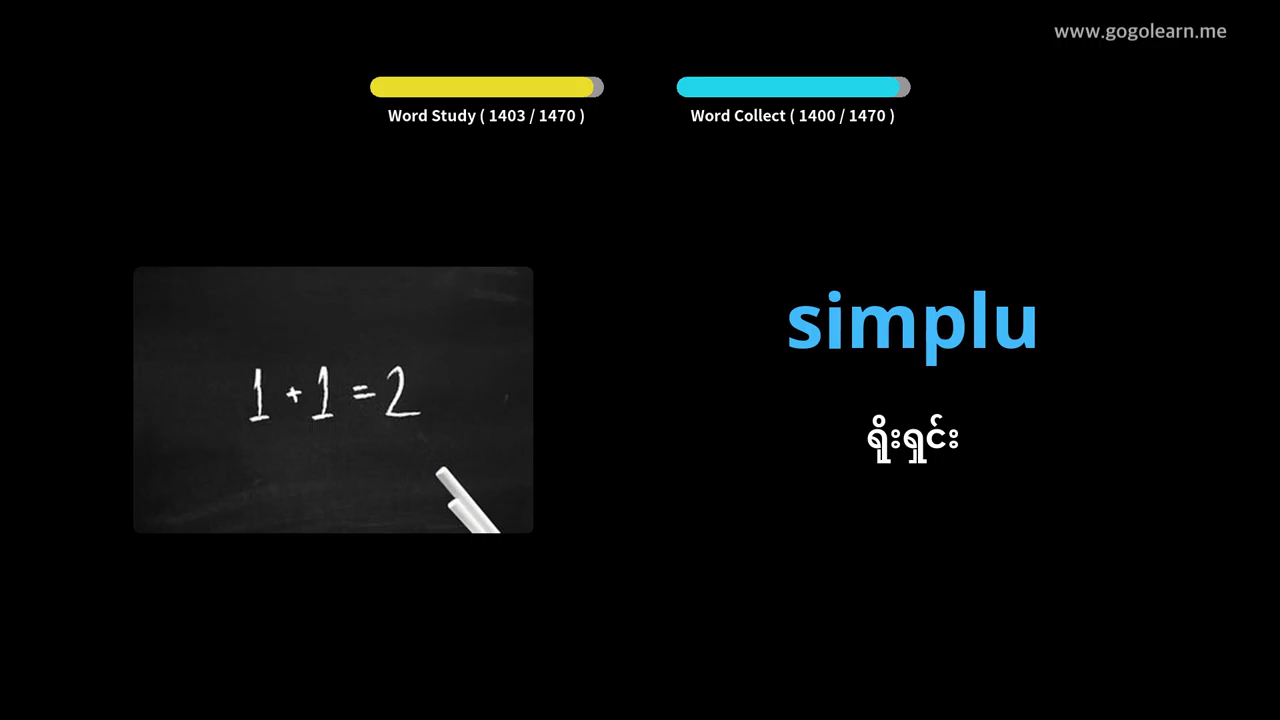 www.gogolearn.me
Word Study ( 1403 / 1470 )
Word Collect ( 1400 / 1470 )
1 + 1 = 2
simplu
ရိုးရှင်း